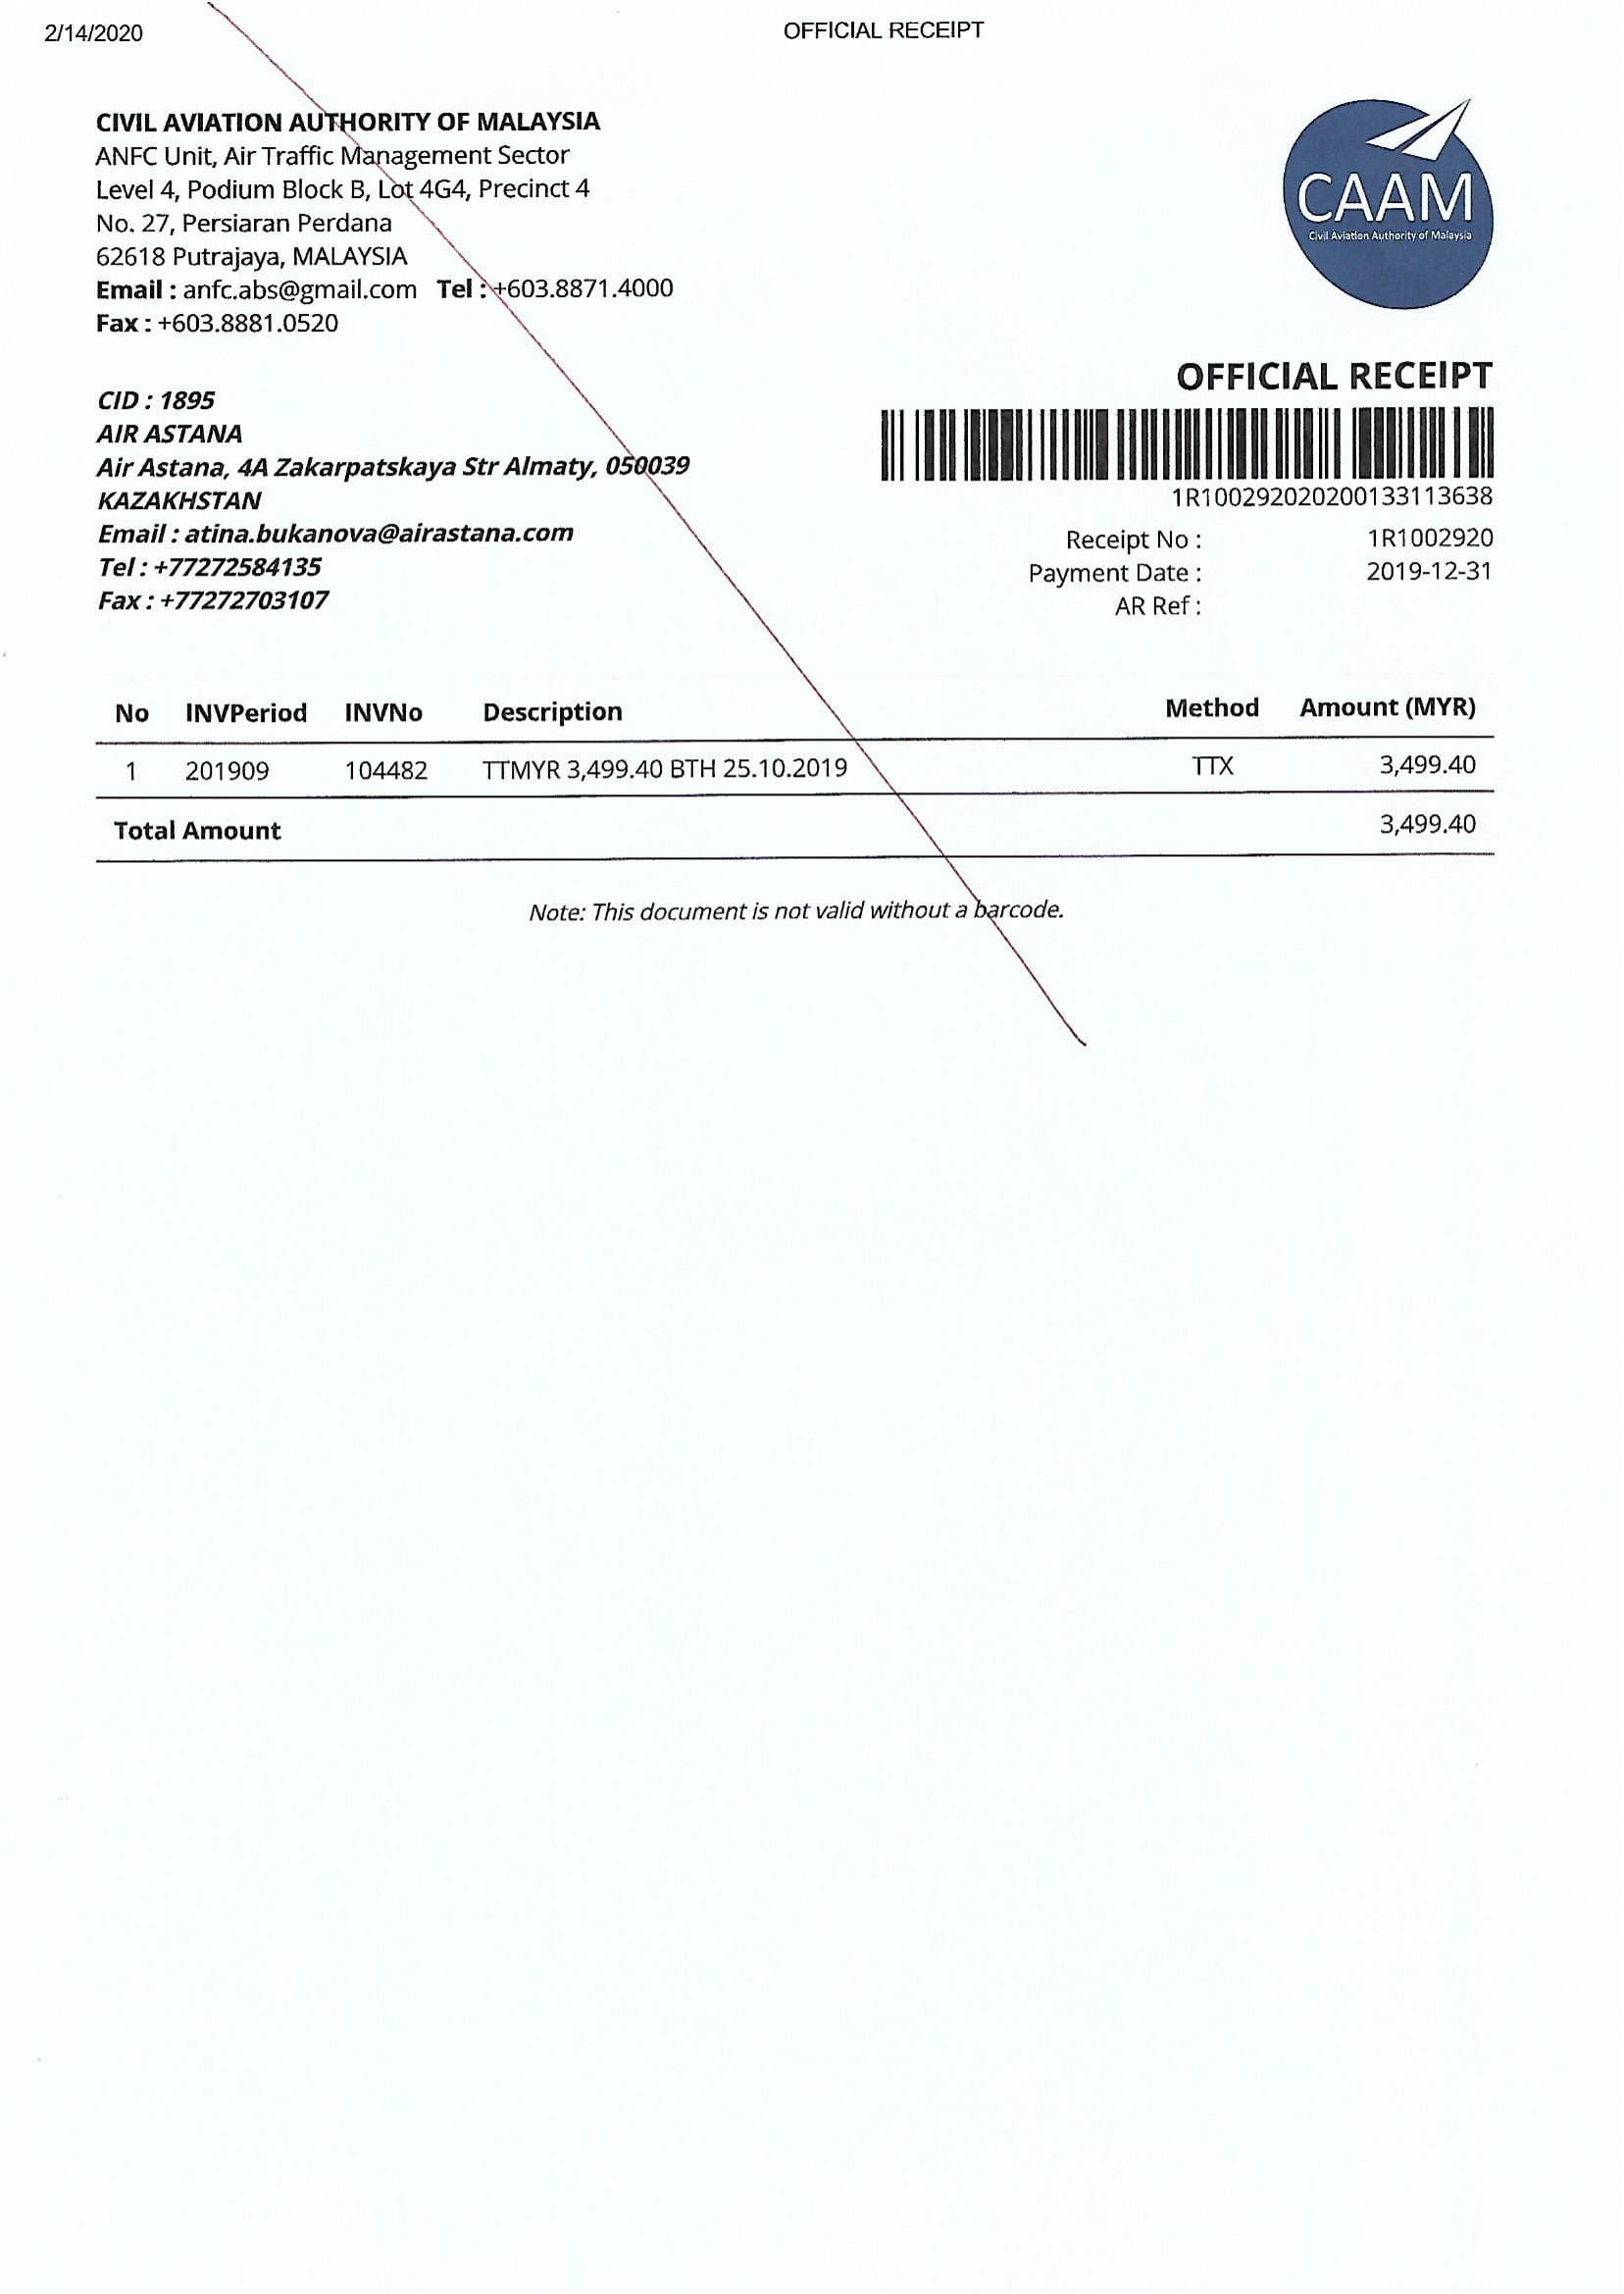 2/14/2020 OFFICIAL RECEIPT
CIVIL AVIATION AUTHORITY OF MALAYSIA
ANFC Unit, Air Traffic Management Sector
Level 4, Podium Block B, Lot 4G4, Precinct 4
No. 27, Persiaran Perdana
62618 Putrajaya, MALAYSIA
Email : anfc.abs@gmail.com Tel : +603.8871.4000
Fax : +603.8881.0520
CAAM
Civil Aviation Authority of Malaysia
CID : 1895
AIR ASTANA
Air Astana, 4A Zakarpatskaya Str Almaty, 050039
KAZAKHSTAN
Email : atina.bukanova@airastana.com
Tel : +77272584135
Fax : +77272703107
OFFICIAL RECEIPT
1R100292020200133113638
Receipt No : 1R1002920
Payment Date : 2019-12-31
AR Ref :
No INVPeriod INVNo Description Method Amount (MYR)
1 201909 104482 TTMYR 3,499.40 BTH 25.10.2019 TTX 3,499.40
Total Amount 3,499.40
Note: This document is not valid without a barcode.